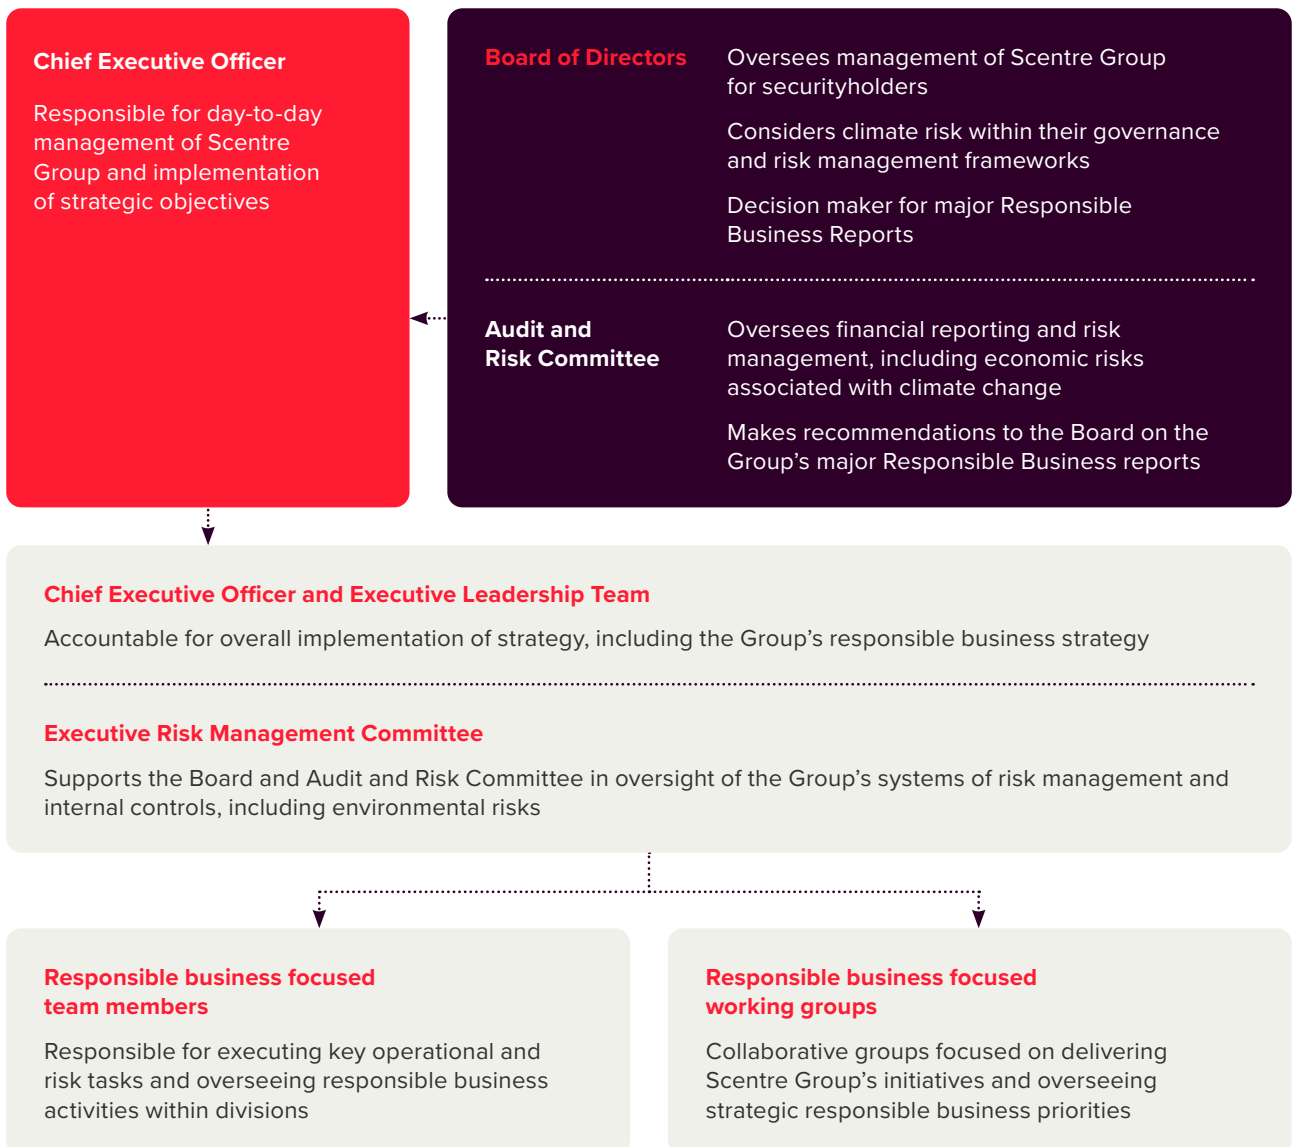 Chief Executive Officer
Responsible for day-to-day
management of Scentre
Group and implementation
of strategic objectives
Board of Directors
Oversees management of Scentre Group
for securityholders
Considers climate risk within their governance
and risk management frameworks
Decision maker for major Responsible
Business Reports
Audit and
Risk Committee
Oversees financial reporting and risk
management, including economic risks
associated with climate change
Makes recommendations to the Board on the
Group’s major Responsible Business reports
Chief Executive Officer and Executive Leadership Team
Accountable for overall implementation of strategy, including the Group’s responsible business strategy
Executive Risk Management Committee
Supports the Board and Audit and Risk Committee in oversight of the Group’s systems of risk management and
internal controls, including environmental risks
Responsible business focused
team members
Responsible for executing key operational and
risk tasks and overseeing responsible business
activities within divisions
Responsible business focused
working groups
Collaborative groups focused on delivering
Scentre Group’s initiatives and overseeing
strategic responsible business priorities